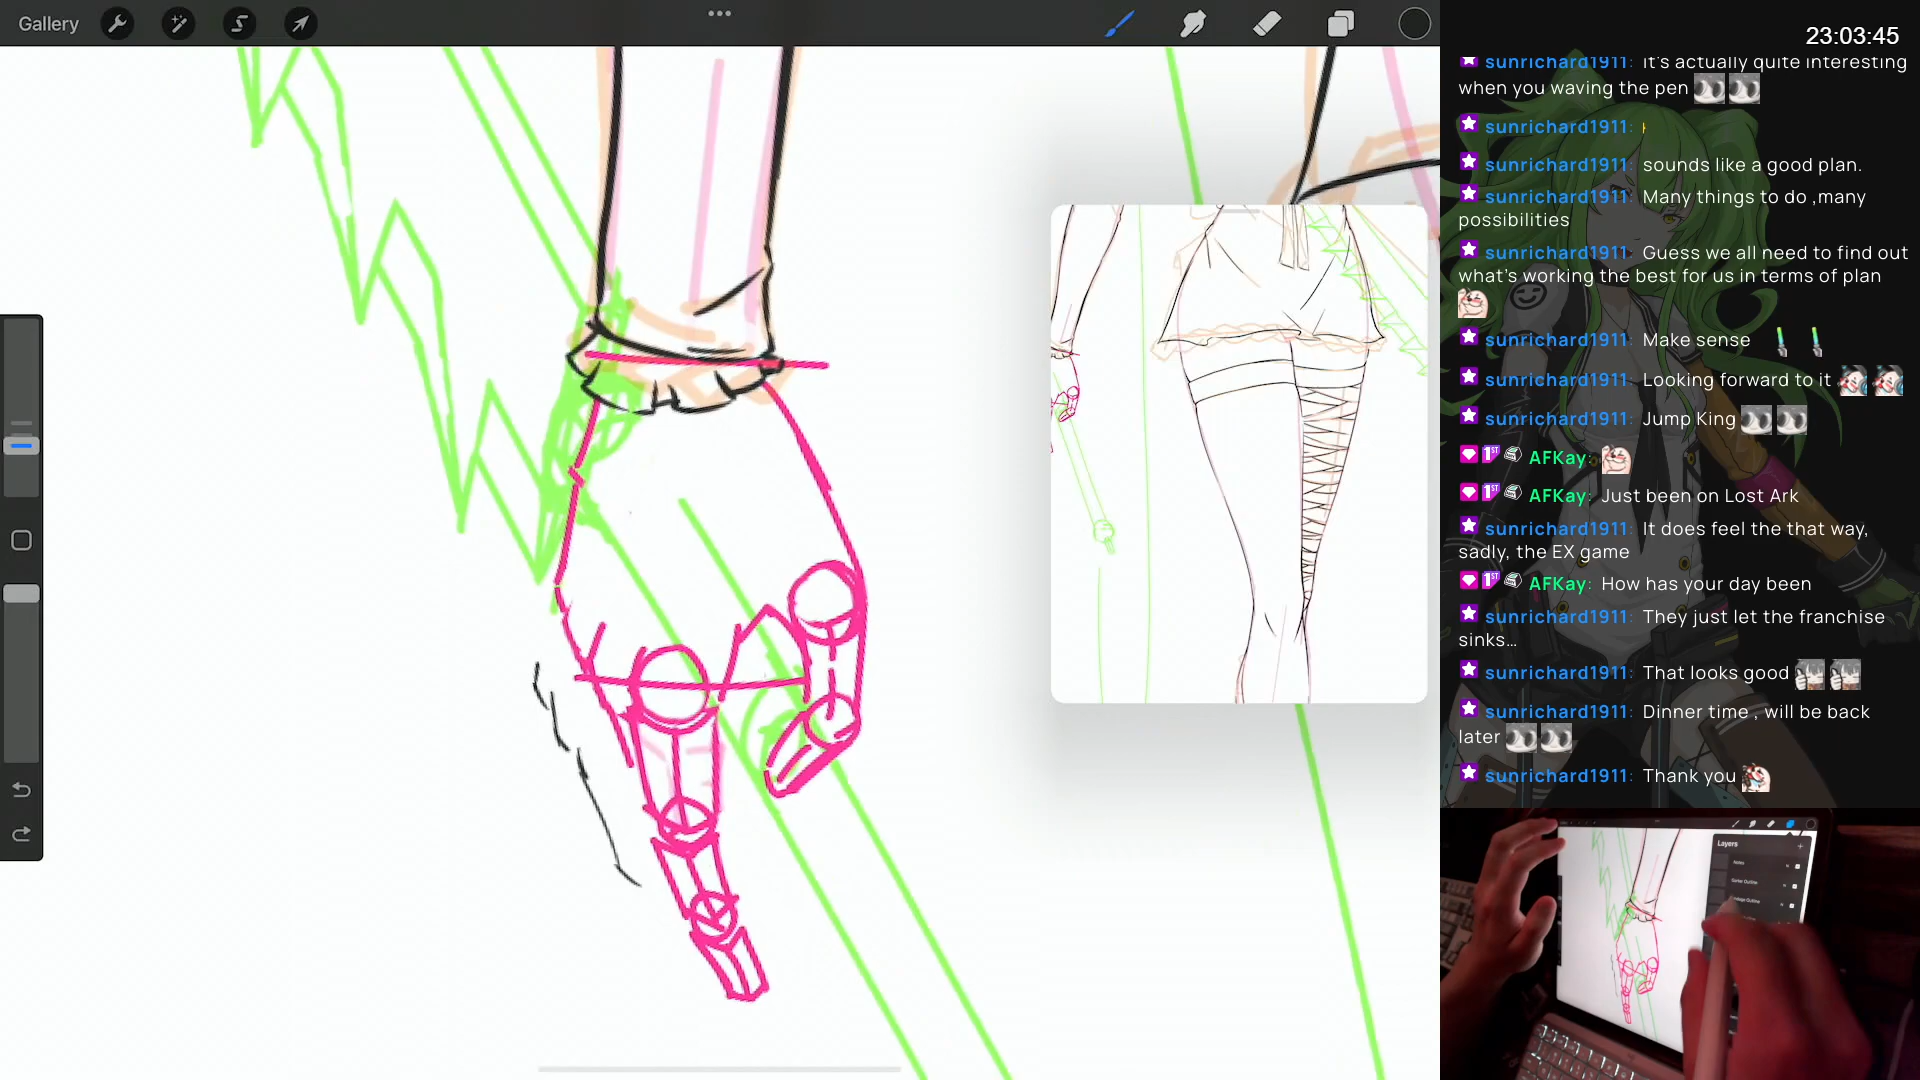 Gallery
23:03:45
sunrichard1911: it's actually quite interesting
when you waving the pen
sunrichard1911:
sunrichard1911: sounds like a good plan.
sunrichard1911: Many things to do ,many
possibilities
sunrichard1911: Guess we all need to find out
what's working the best for us in terms of plan
sunrichard1911: Make sense
sunrichard1911: Looking forward to it
sunrichard1911: Jump King
1ST AFKay:
1ST AFKay: Just been on Lost Ark
sunrichard1911: It does feel the that way,
sadly, the EX game
1ST AFKay: How has your day been
sunrichard1911: They just let the franchise
sinks...
sunrichard1911: That looks good
sunrichard1911: Dinner time , will be back
later
sunrichard1911: Thank you
Layers